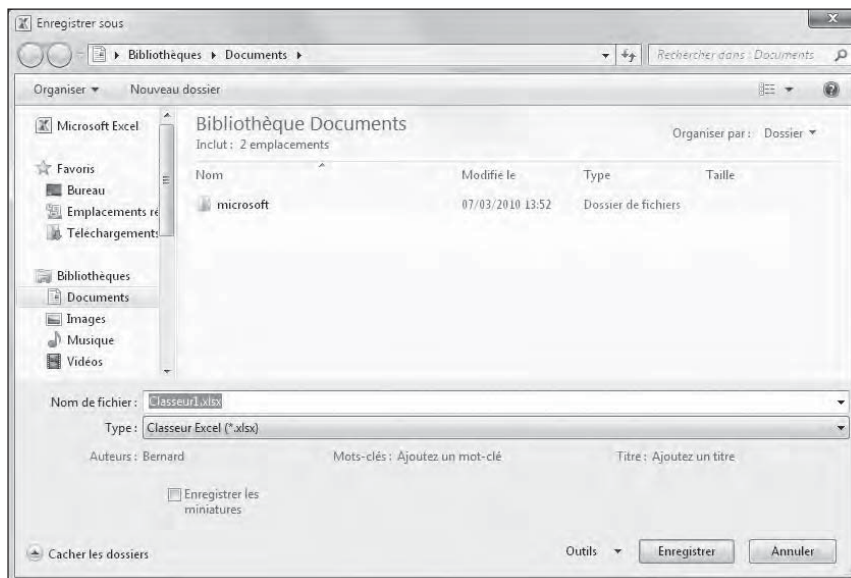 Enregistrer sous
Bibliothèques Documents
Rechercher dans : Documents
Organiser Nouveau dossier
Microsoft Excel
Favoris
Bureau
Emplacements ré
Téléchargements
Bibliothèques
Documents
Images
Musique
Vidéos
Bibliothèque Documents
Inclut : 2 emplacements
Organiser par : Dossier
Nom Modifié le Type Taille
microsoft 07/03/2010 13:52 Dossier de fichiers
Nom de fichier : Classeur1.xlsx
Type : Classeur Excel (*.xlsx)
Auteurs : Bernard Mots-clés : Ajoutez un mot-clé Titre : Ajoutez un titre
Enregistrer les
miniatures
Cacher les dossiers Outils Enregistrer Annuler